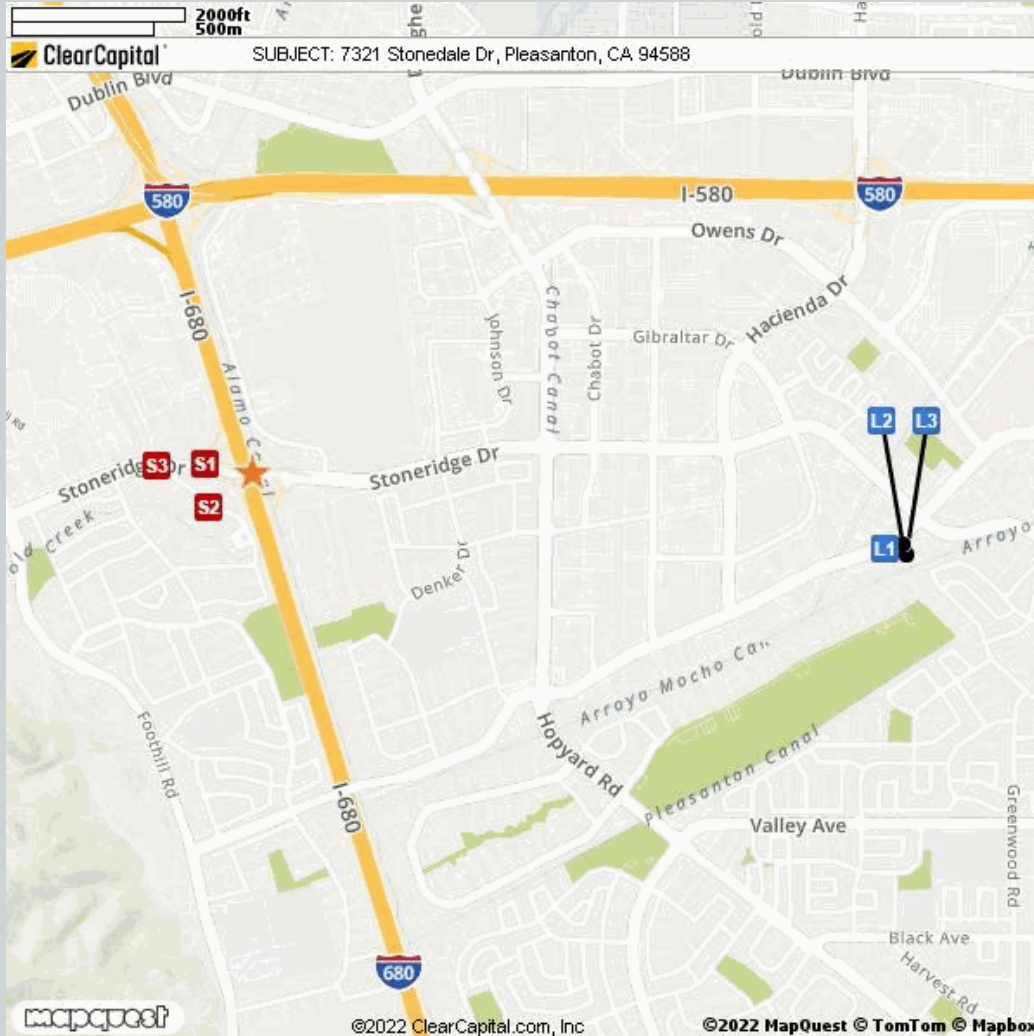 2000ft
500m
ClearCapital
SUBJECT: 7321 Stonedale Dr, Pleasanton, CA 94588
Dublin Blvd
Dublin Blvd
580
I-580
580
Owens Dr
Hacienda Dr
I-680
Chabot Canal
Johnson Dr
Chabot Dr
Gibraltar Dr
Alamo
L2
L3
S3
S1
Stoneridge Dr
Stoneridge Dr
S2
Creek
L1
Arroyo
Denker Dr
Arroyo Mocho
Foothill Rd
Hopyard Rd
Pleasanton Canal
I-680
Valley Ave
Greenwood Rd
Black Ave
Harvest Rd
680
mapquest
©2022 ClearCapital.com, Inc
©2022 MapQuest © TomTom © Mapbox